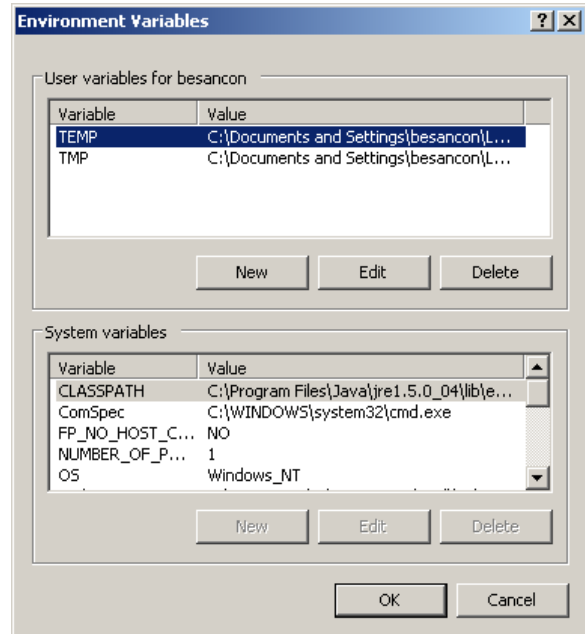 Environment Variables
User variables for besancon
Variable Value
TEMP C:\Documents and Settings\besancon\L...
TMP C:\Documents and Settings\besancon\L...
New Edit Delete
System variables
Variable Value
CLASSPATH C:\Program Files\Java\jre1.5.0_04\lib\e...
ComSpec C:\WINDOWS\system32\cmd.exe
FP_NO_HOST_C... NO
NUMBER_OF_P... 1
OS Windows_NT
New Edit Delete
OK Cancel